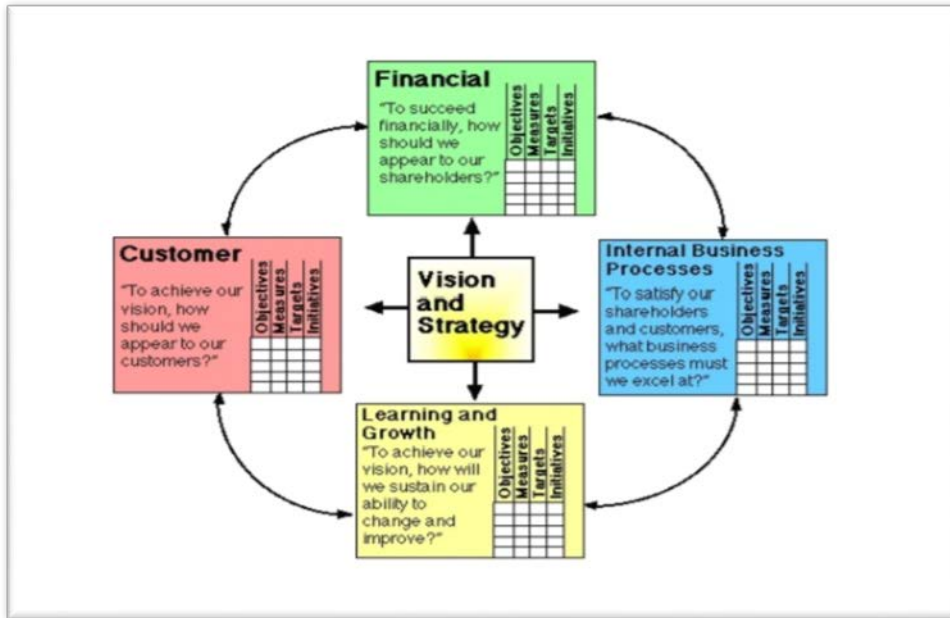 Financial
"To succeed
financially, how
should we
appear to our
shareholders?"
Objectives
Measures
Targets
Initiatives
Customer
"To achieve our
vision, how
should we
appear to our
customers?"
Objectives
Measures
Targets
Initiatives
Vision
and
Strategy
Internal Business
Processes
"To satisfy our
shareholders
and customers,
what business
processes must
we excel at?"
Objectives
Measures
Targets
Initiatives
Learning and
Growth
"To achieve our
vision, how will
we sustain our
ability to
change and
improve?"
Objectives
Measures
Targets
Initiatives